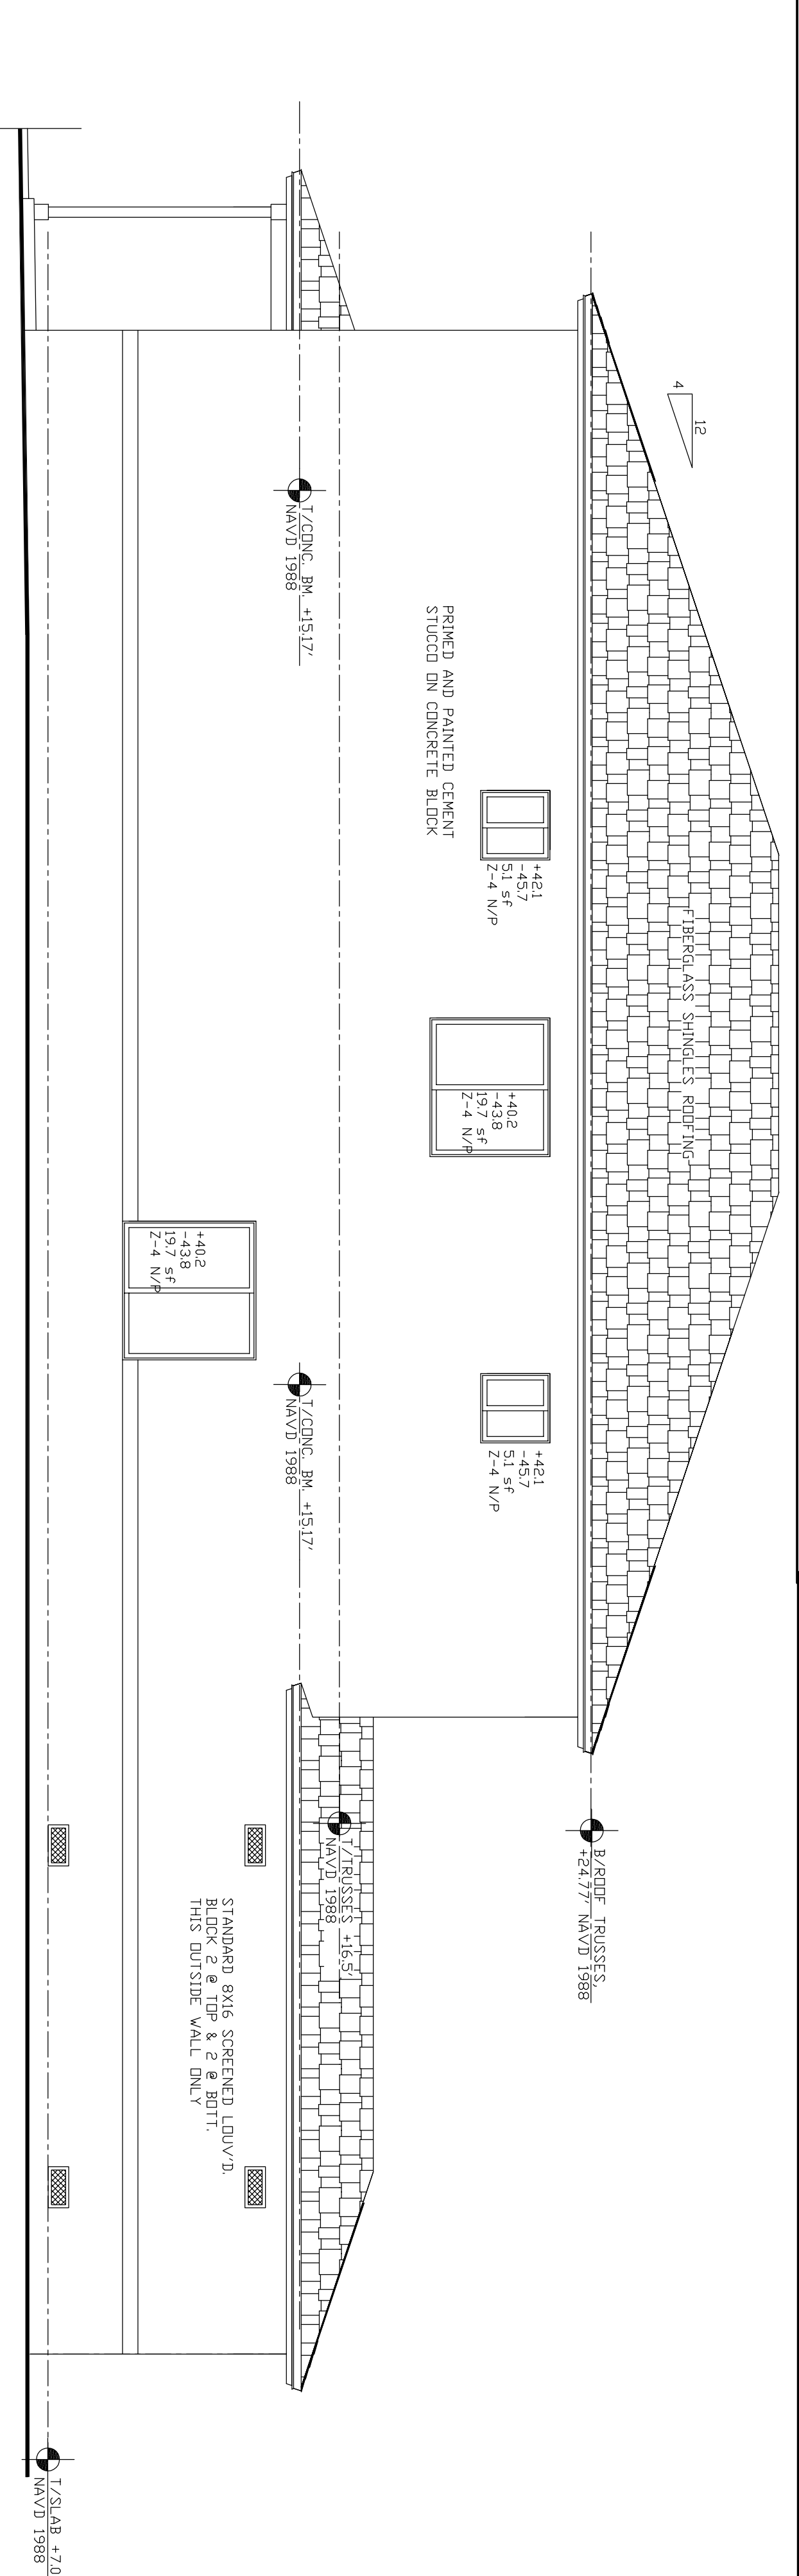 12
4
FIBERGLASS SHINGLES ROOFING
B/ROOF TRUSSES,
+24.77' NAVD 1988
+42.1
-45.7
5.1 sf
Z-4 N/P
+40.2
-43.8
19.7 sf
Z-4 N/P
+42.1
-45.7
5.1 sf
Z-4 N/P
PRIMED AND PAINTED CEMENT
STUCCO ON CONCRETE BLOCK
T/TRUSSES +16.5'
NAVD 1988
T/CONC. BM. +15.17'
NAVD 1988
T/CONC. BM. +15.17'
NAVD 1988
+40.2
-43.8
19.7 sf
Z-4 N/P
STANDARD 8X16 SCREENED LOUV'D.
BLOCK 2 @ TOP & 2 @ BOTT.
THIS OUTSIDE WALL ONLY
T/SLAB +7.0
NAVD 1988